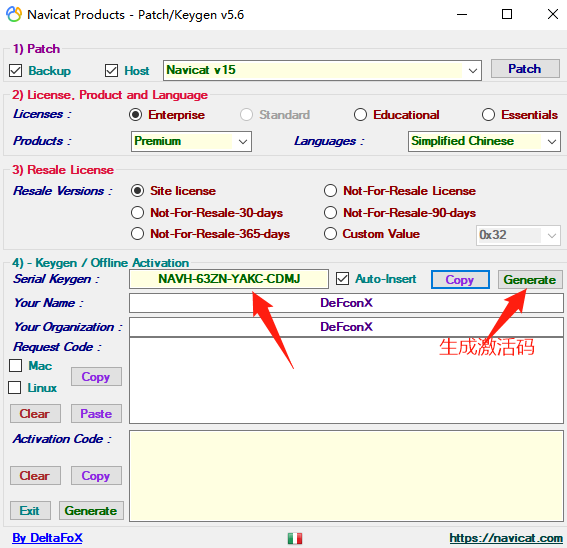 Navicat Products - Patch/Keygen v5.6
1) Patch
Backup Host Navicat v15 Patch
2) License, Product and Language
Licenses : Enterprise Standard Educational Essentials
Products : Premium Languages : Simplified Chinese
3) Resale License
Resale Versions : Site license Not-For-Resale License
Not-For-Resale-30-days Not-For-Resale-90-days
Not-For-Resale-365-days Custom Value 0x32
4) - Keygen / Offline Activation
Serial Keygen : NAVH-63ZN-YAKC-CDMJ Auto-Insert Copy Generate
Your Name : DeFconX
Your Organization : DeFconX
生成激活码
Request Code :
Mac
Copy
Linux
Clear Paste
Activation Code :
Clear Copy
Exit Generate
By DeltaFoX https://navicat.com